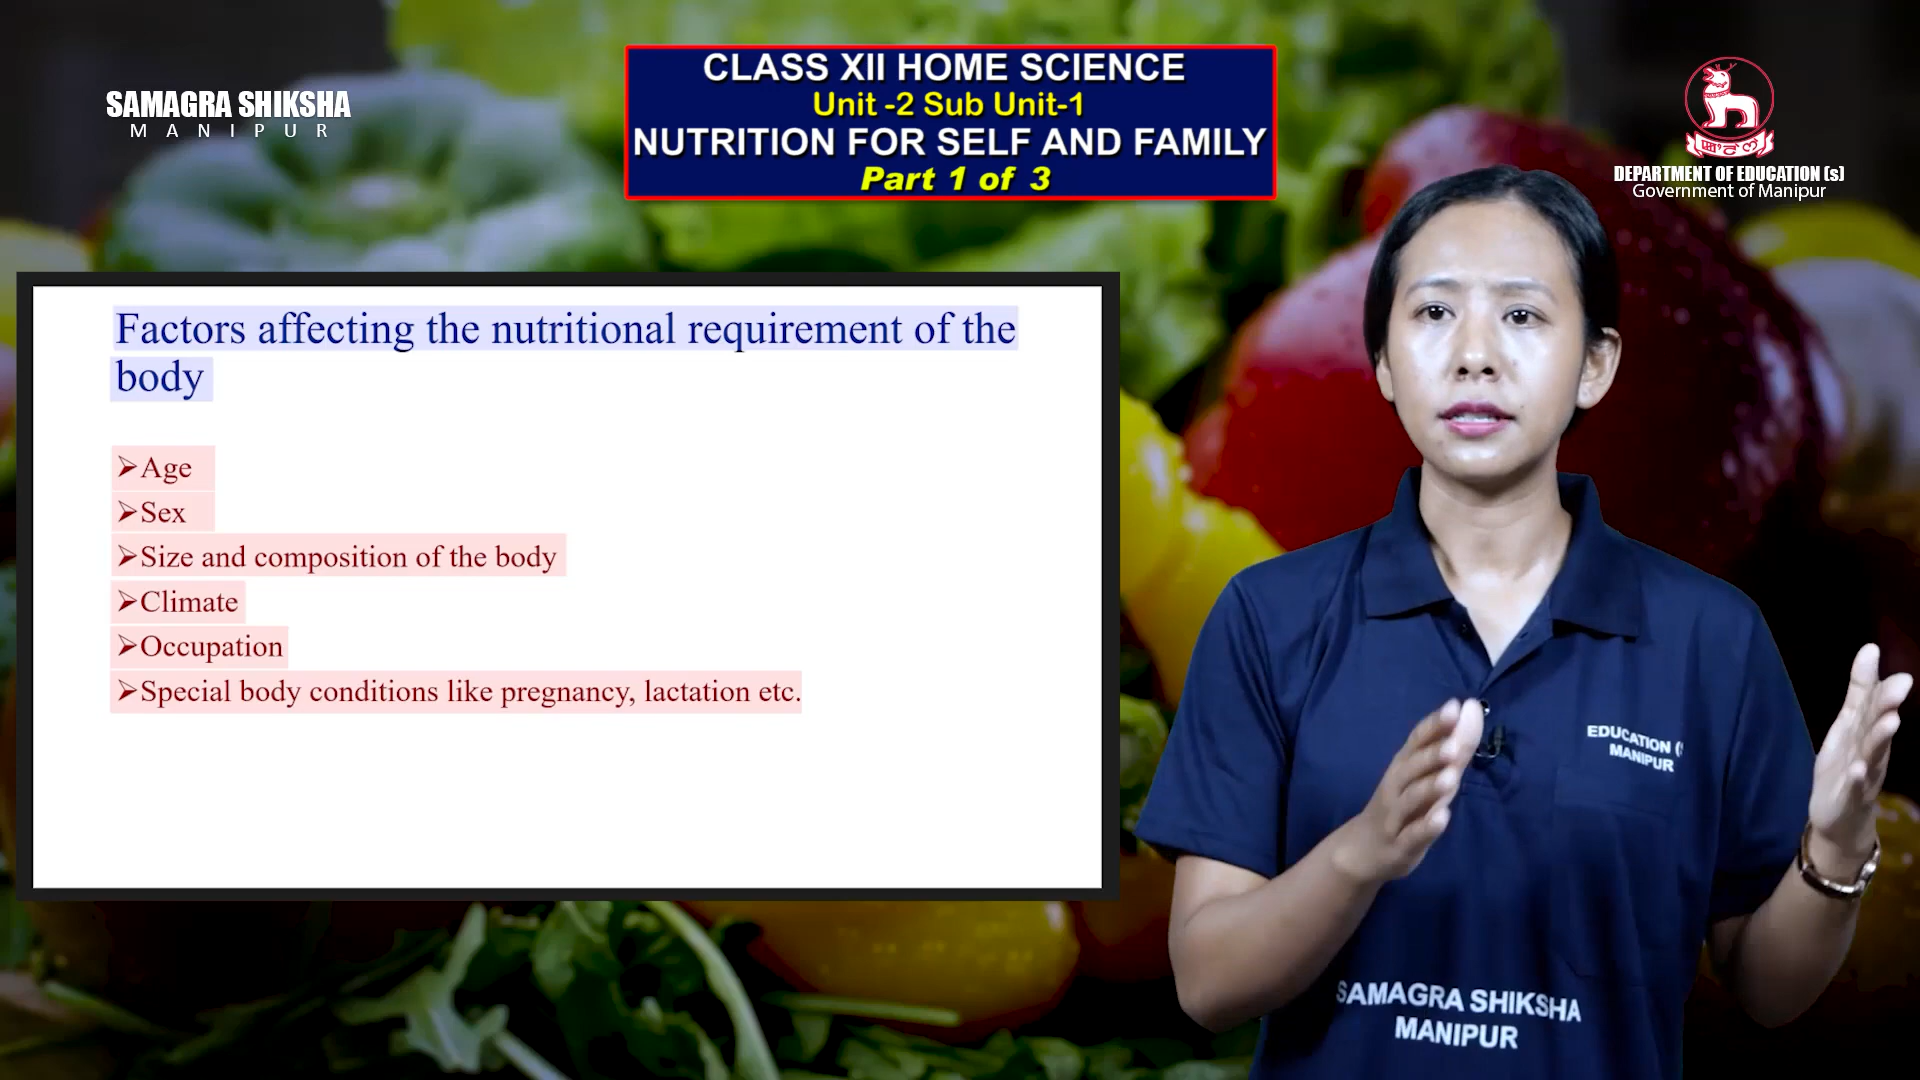 SAMAGRA SHIKSHA
MANIPUR
CLASS XII HOME SCIENCE
Unit -2 Sub Unit-1
NUTRITION FOR SELF AND FAMILY
Part 1 of 3
DEPARTMENT OF EDUCATION (s)
Government of Manipur
Factors affecting the nutritional requirement of the
body
➢Age
➢Sex
➢Size and composition of the body
➢Climate
➢Occupation
➢Special body conditions like pregnancy, lactation etc.
EDUCATION (
MANIPUR
SAMAGRA SHIKSHA
MANIPUR